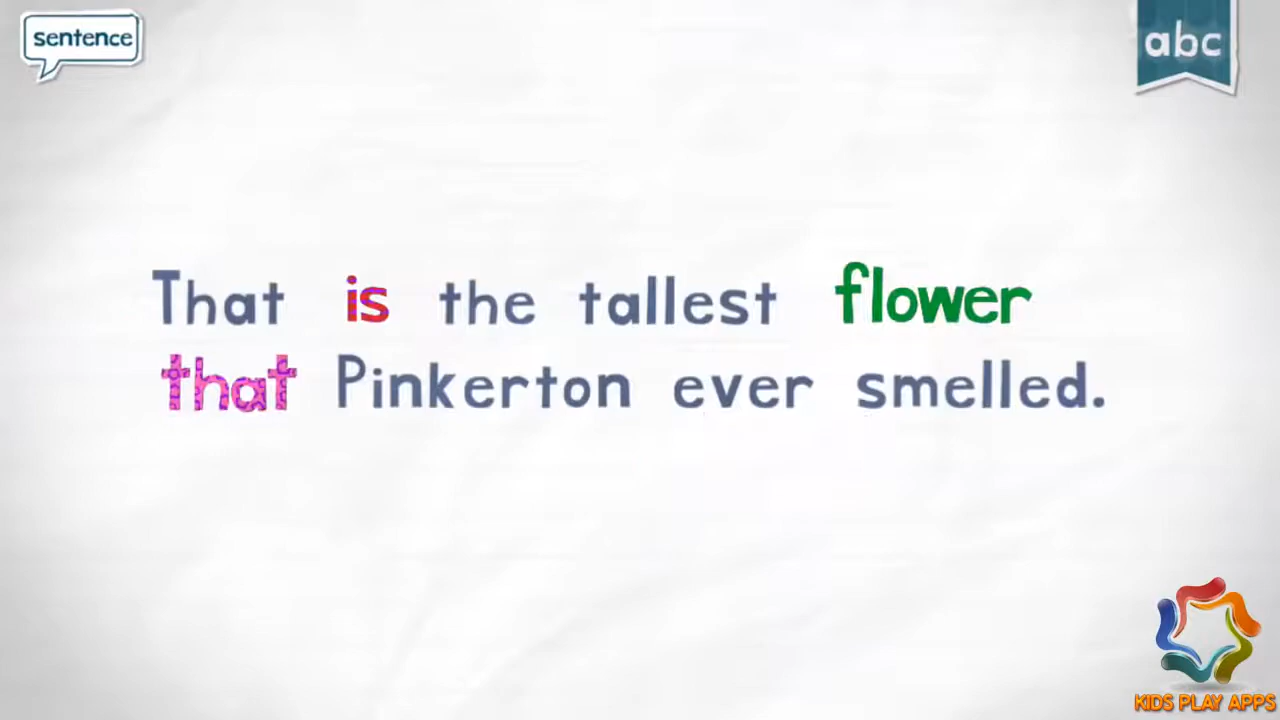 sentence
abc
That is the tallest flower
that Pinkerton ever smelled.
KIDS PLAY APPS